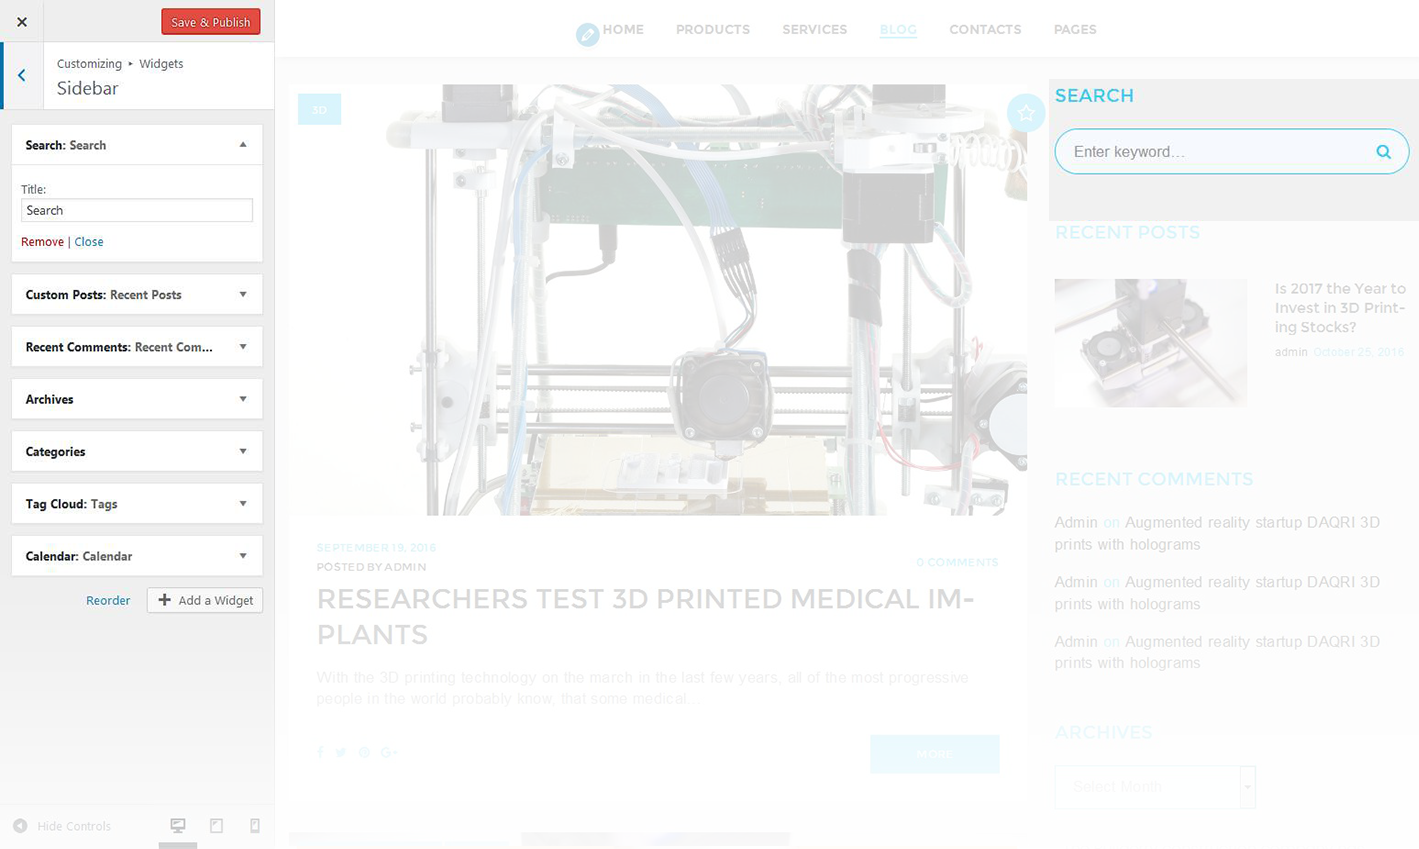 Save & Publish
Customizing ▸ Widgets
Sidebar
Search: Search
Title:
Search
Remove | Close
Custom Posts: Recent Posts
Recent Comments: Recent Com...
Archives
Categories
Tag Cloud: Tags
Calendar: Calendar
Reorder
Add a Widget
Hide Controls
HOME PRODUCTS SERVICES BLOG CONTACTS PAGES
3D
SEPTEMBER 19, 2016
POSTED BY ADMIN
0 COMMENTS
RESEARCHERS TEST 3D PRINTED MEDICAL IM-
PLANTS
With the 3D printing technology on the march in the last few years, all of the most progressive
people in the world probably know, that some medical...
G+
MORE
SEARCH
Enter keyword...
RECENT POSTS
Is 2017 the Year to
Invest in 3D Print-
ing Stocks?
admin October 25, 2016
RECENT COMMENTS
Admin on Augmented reality startup DAQRI 3D
prints with holograms
Admin on Augmented reality startup DAQRI 3D
prints with holograms
Admin on Augmented reality startup DAQRI 3D
prints with holograms
ARCHIVES
Select Month